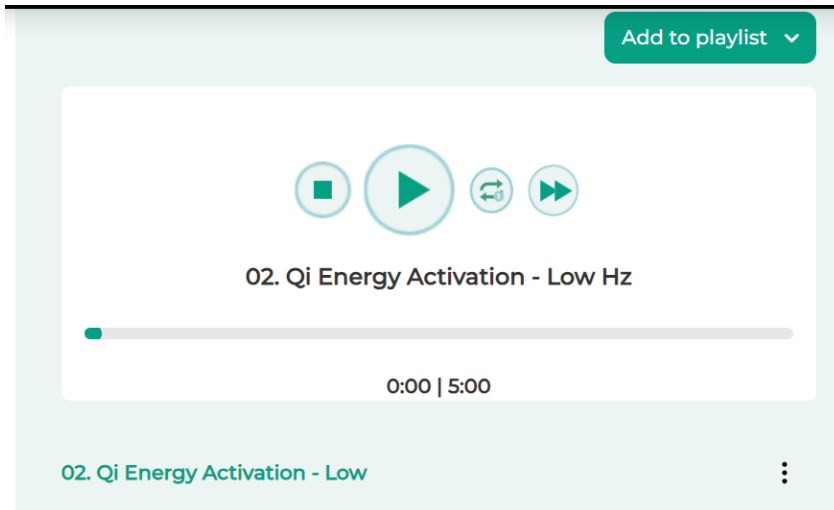 Add to playlist
02. Qi Energy Activation - Low Hz
0:00 | 5:00
02. Qi Energy Activation - Low